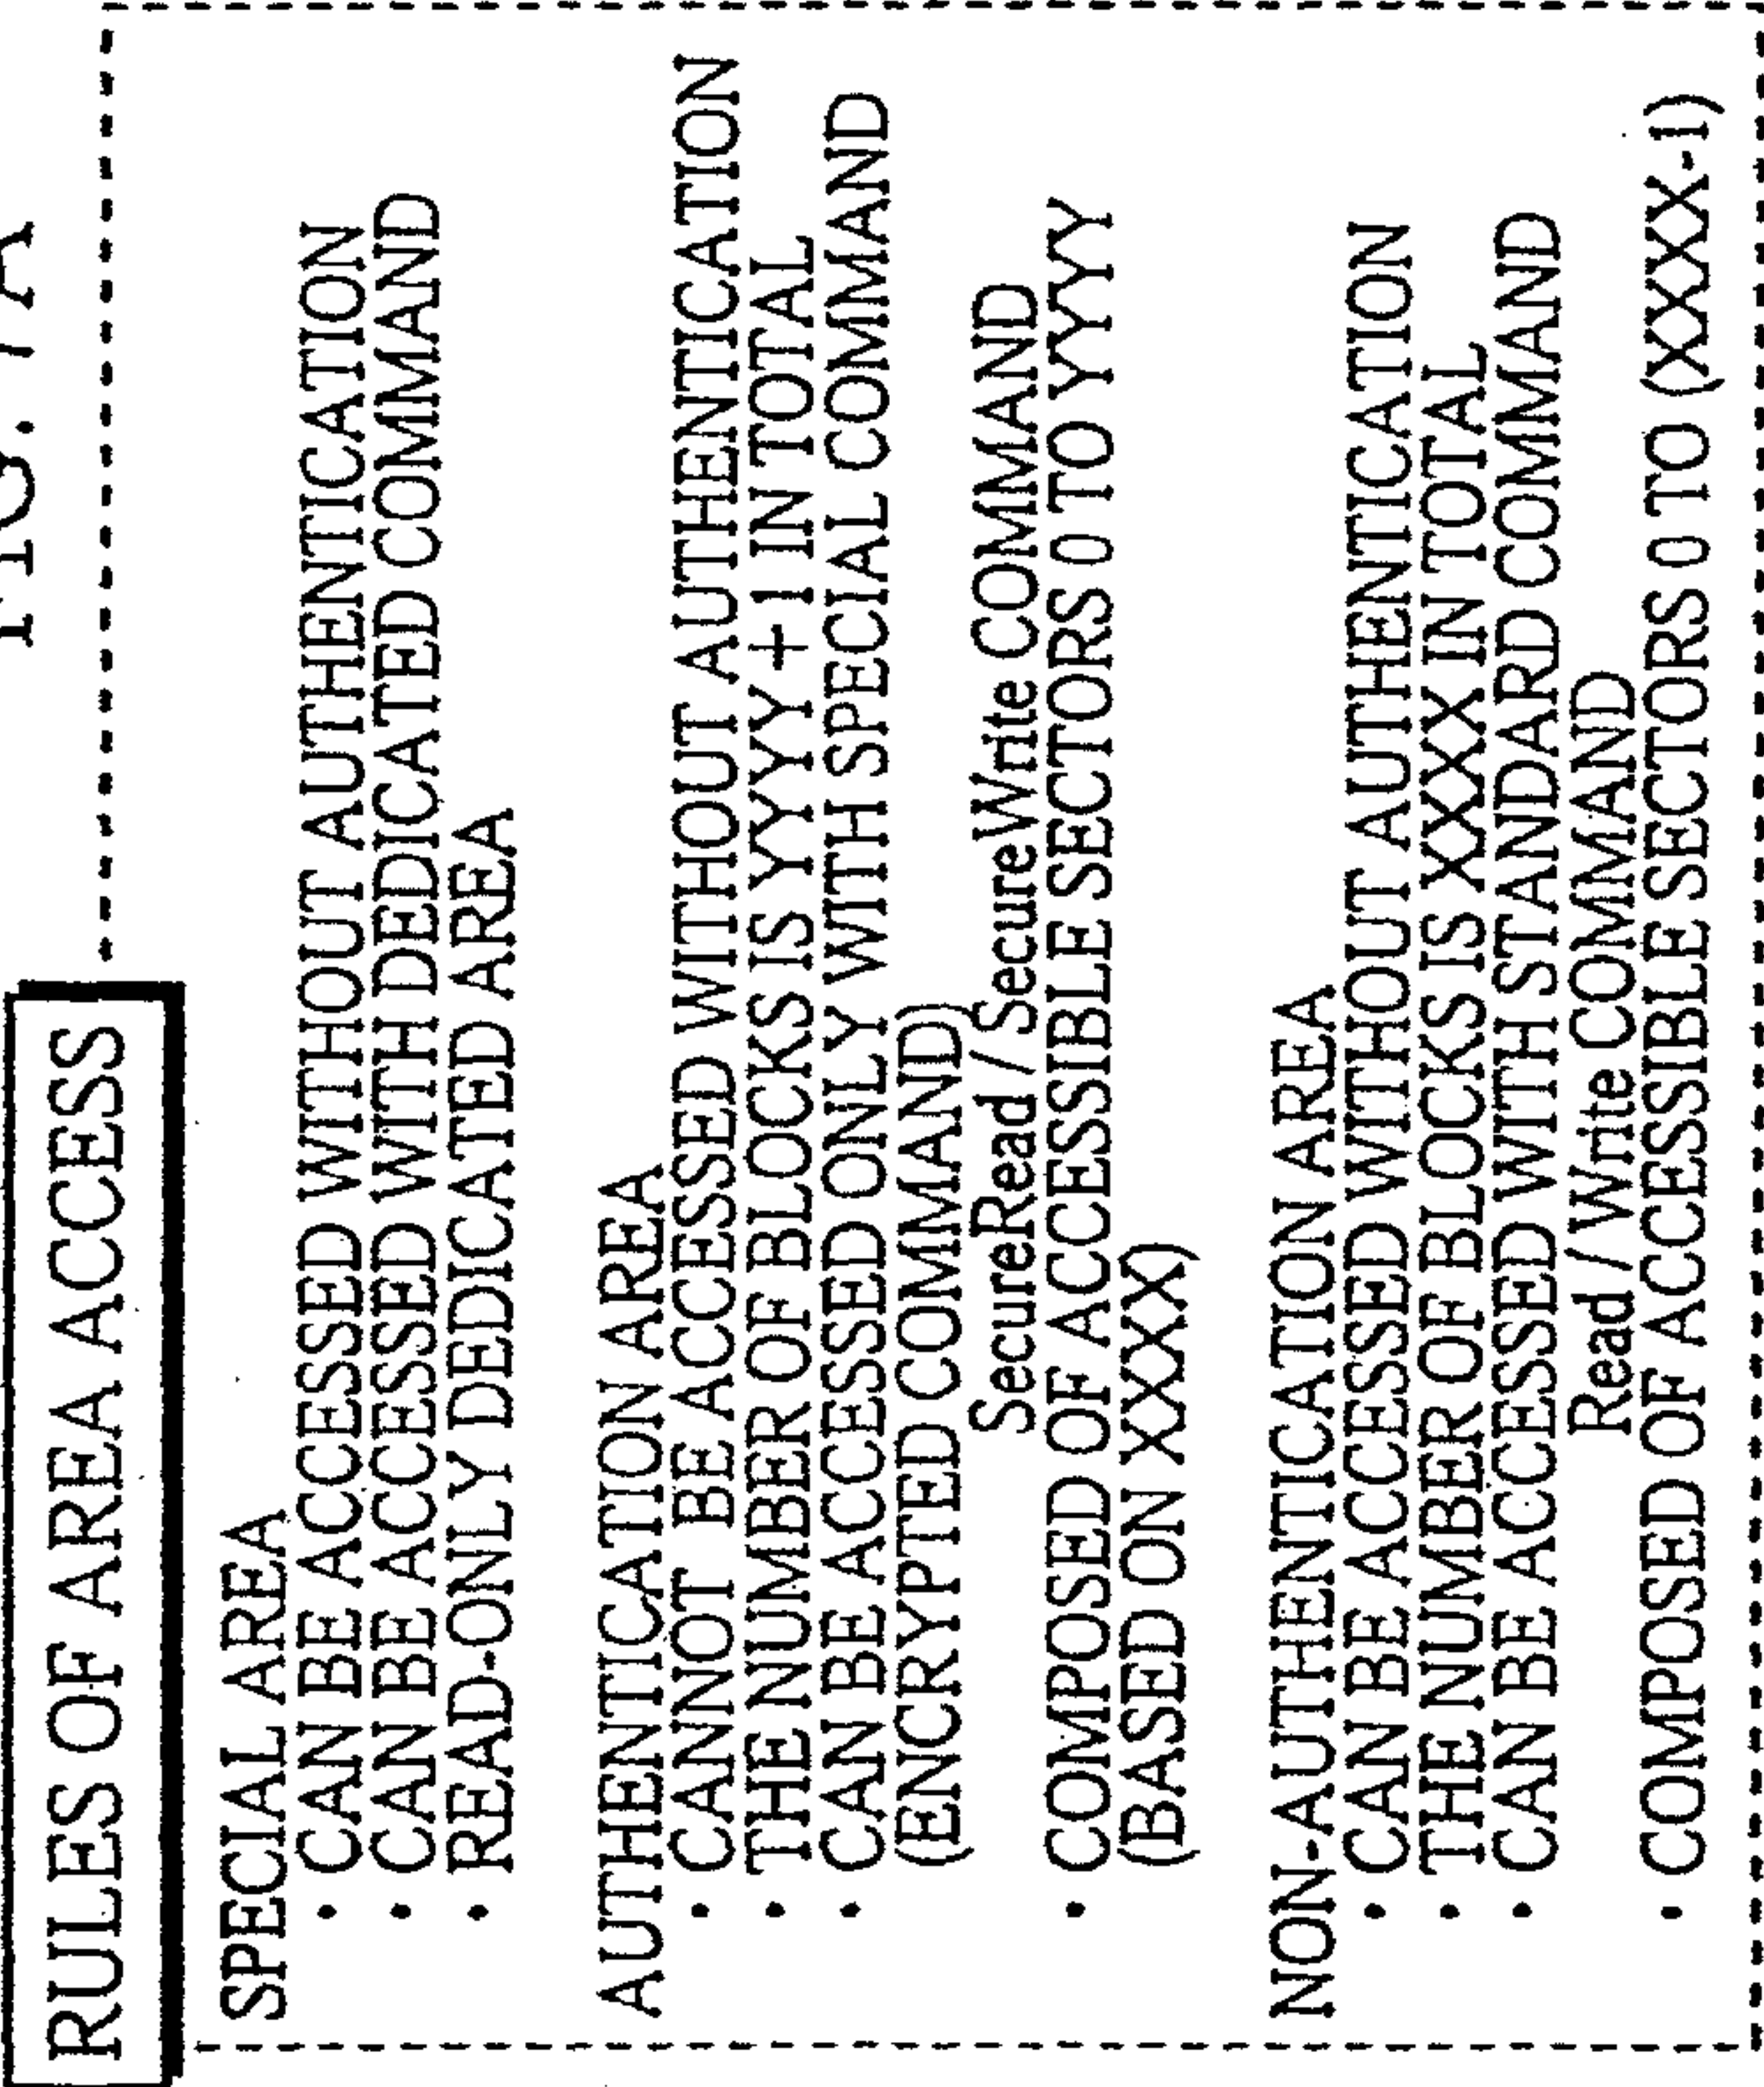 RULES OF AREA ACCESS
SPECIAL AREA
· CAN BE ACCESSED WITHOUT AUTHENTICATION
· CAN BE ACCESSED WITH DEDICATED COMMAND
· READ-ONLY DEDICATED AREA
AUTHENTICATION AREA
· CANNOT BE ACCESSED WITHOUT AUTHENTICATION
· THE NUMBER OF BLOCKS IS YYYY+1 IN TOTAL
· CAN BE ACCESSED ONLY WITH SPECIAL COMMAND
(ENCRYPTED COMMAND)
SecureRead / SecureWrite COMMAND
· COMPOSED OF ACCESSIBLE SECTORS 0 TO YYYY
(BASED ON XXXX)
NON-AUTHENTICATION AREA
· CAN BE ACCESSED WITHOUT AUTHENTICATION
· THE NUMBER OF BLOCKS IS XXXX IN TOTAL
· CAN BE ACCESSED WITH STANDARD COMMAND
Read / Write COMMAND
· COMPOSED OF ACCESSIBLE SECTORS 0 TO (XXXX-1)